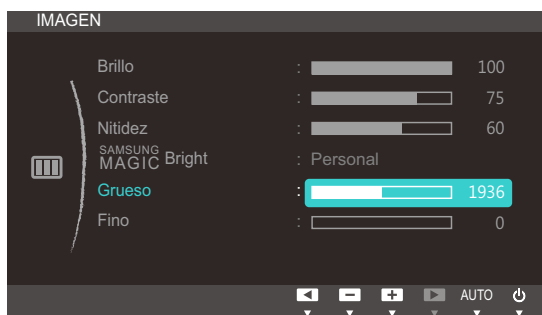 IMAGEN
Brillo : 100
Contraste : 75
Nitidez : 60
SAMSUNG MAGIC Bright : Personal
Grueso : 1936
Fino : 0
AUTO